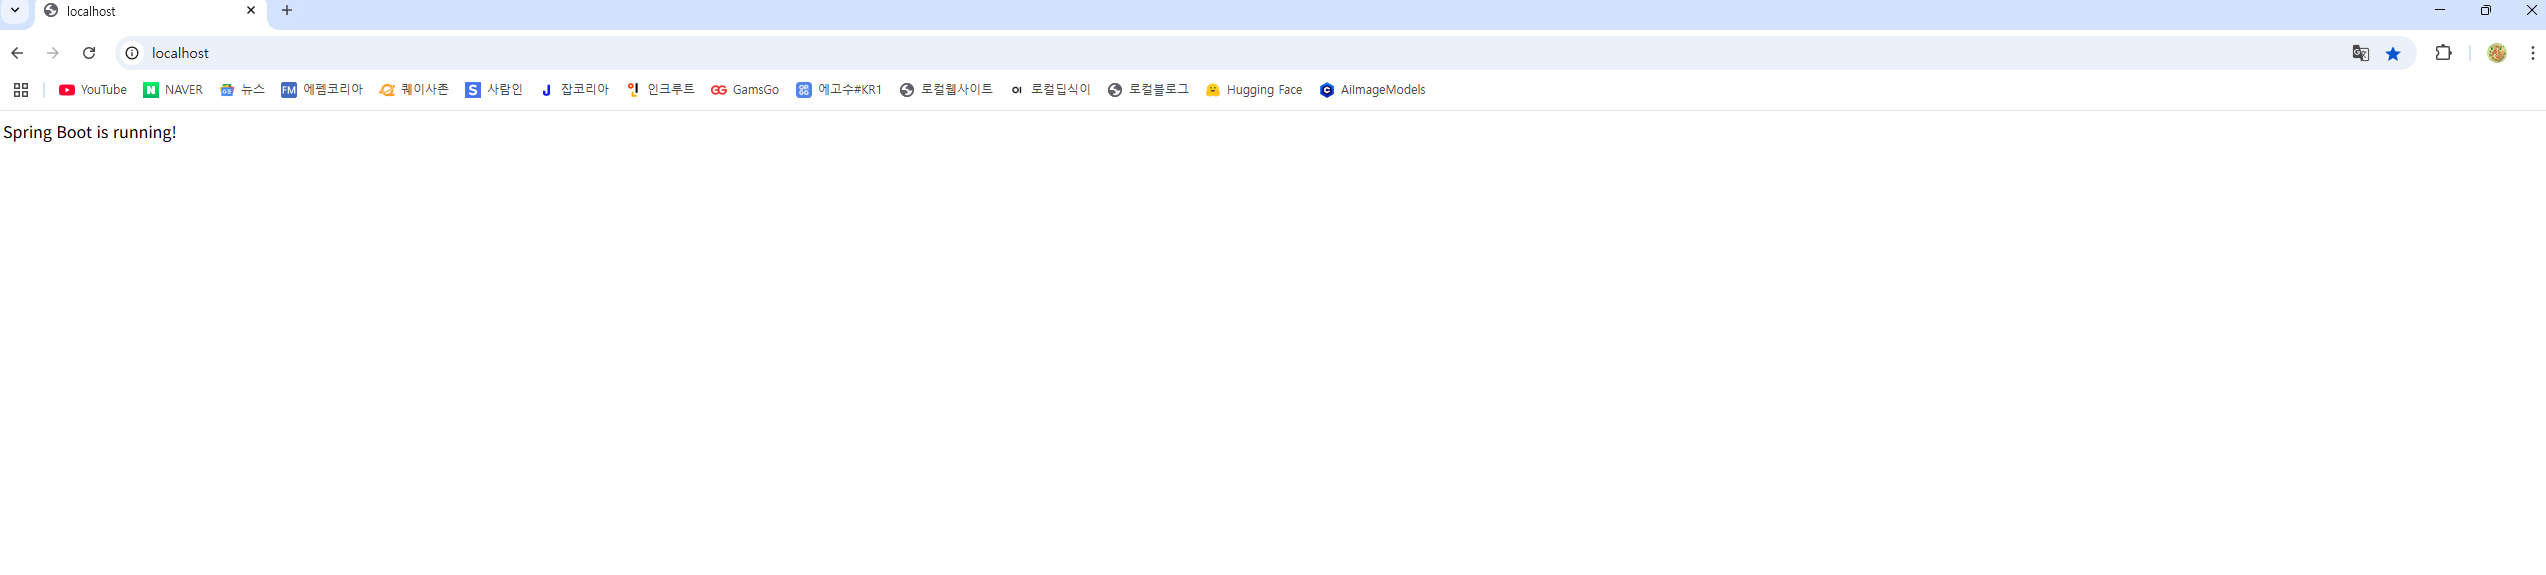 localhost
localhost
YouTube NAVER 뉴스 에펨코리아 퀘이사존 사람인 잡코리아 인크루트 GamsGo 에고수#KR1 로컬웹사이트 로컬딥식이 로컬블로그 Hugging Face AiImageModels
Spring Boot is running!